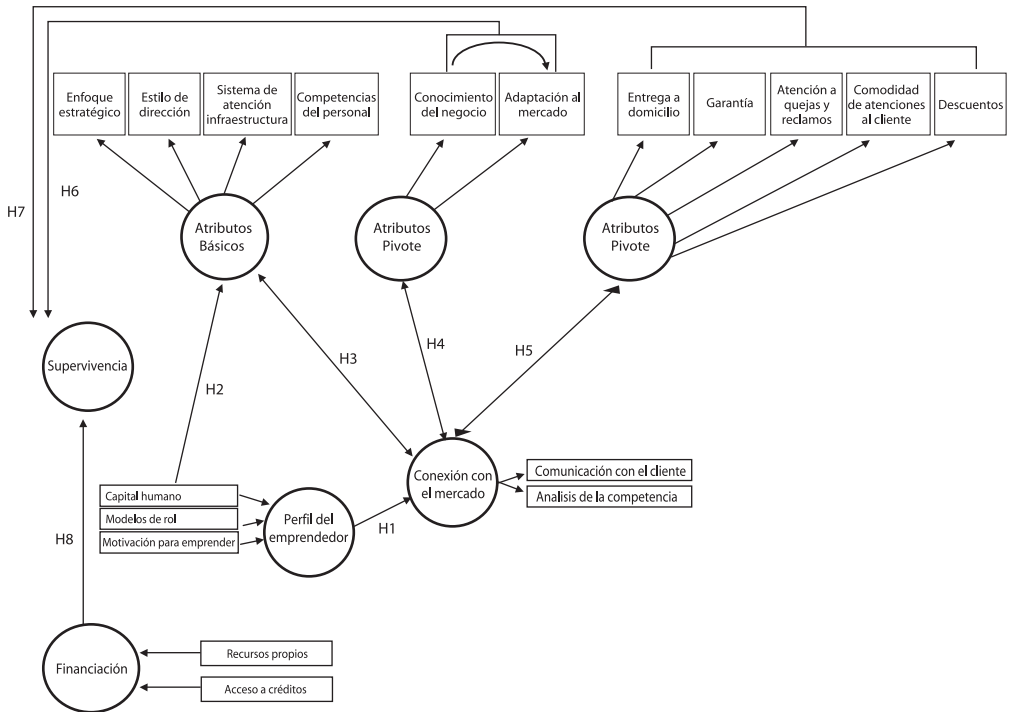 Enfoque
estratégico
Estilo de
dirección
Sistema de
atención
infraestructura
Competencias
del personal
Conocimiento
del negocio
Adaptación al
mercado
Entrega a
domicilio
Garantía
Atención a
quejas y
reclamos
Comodidad
de atenciones
al cliente
Descuentos
H7
H6
Atributos
Básicos
Atributos
Pivote
Atributos
Pivote
H3
H4
H5
Supervivencia
H2
Conexión con
el mercado
Comunicación con el cliente
Analisis de la competencia
Capital humano
Modelos de rol
Motivación para emprender
Perfil del
emprendedor
H1
H8
Financiación
Recursos propios
Acceso a créditos